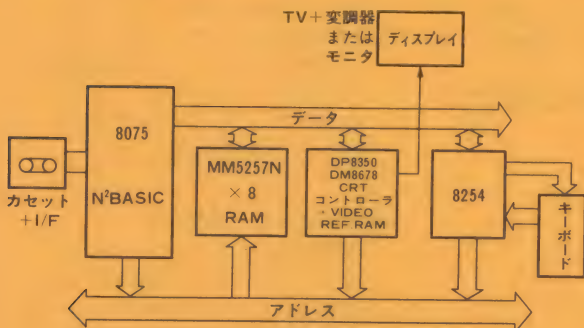 TV+変調器
または
モニタ
ディスプレイ
データ
8075
N²BASIC
カセット
+I/F
MM5257N
× 8
RAM
DP8350
DM8678
CRT
コントローラ
・VIDEO
REF.RAM
8254
キーボード
アドレス